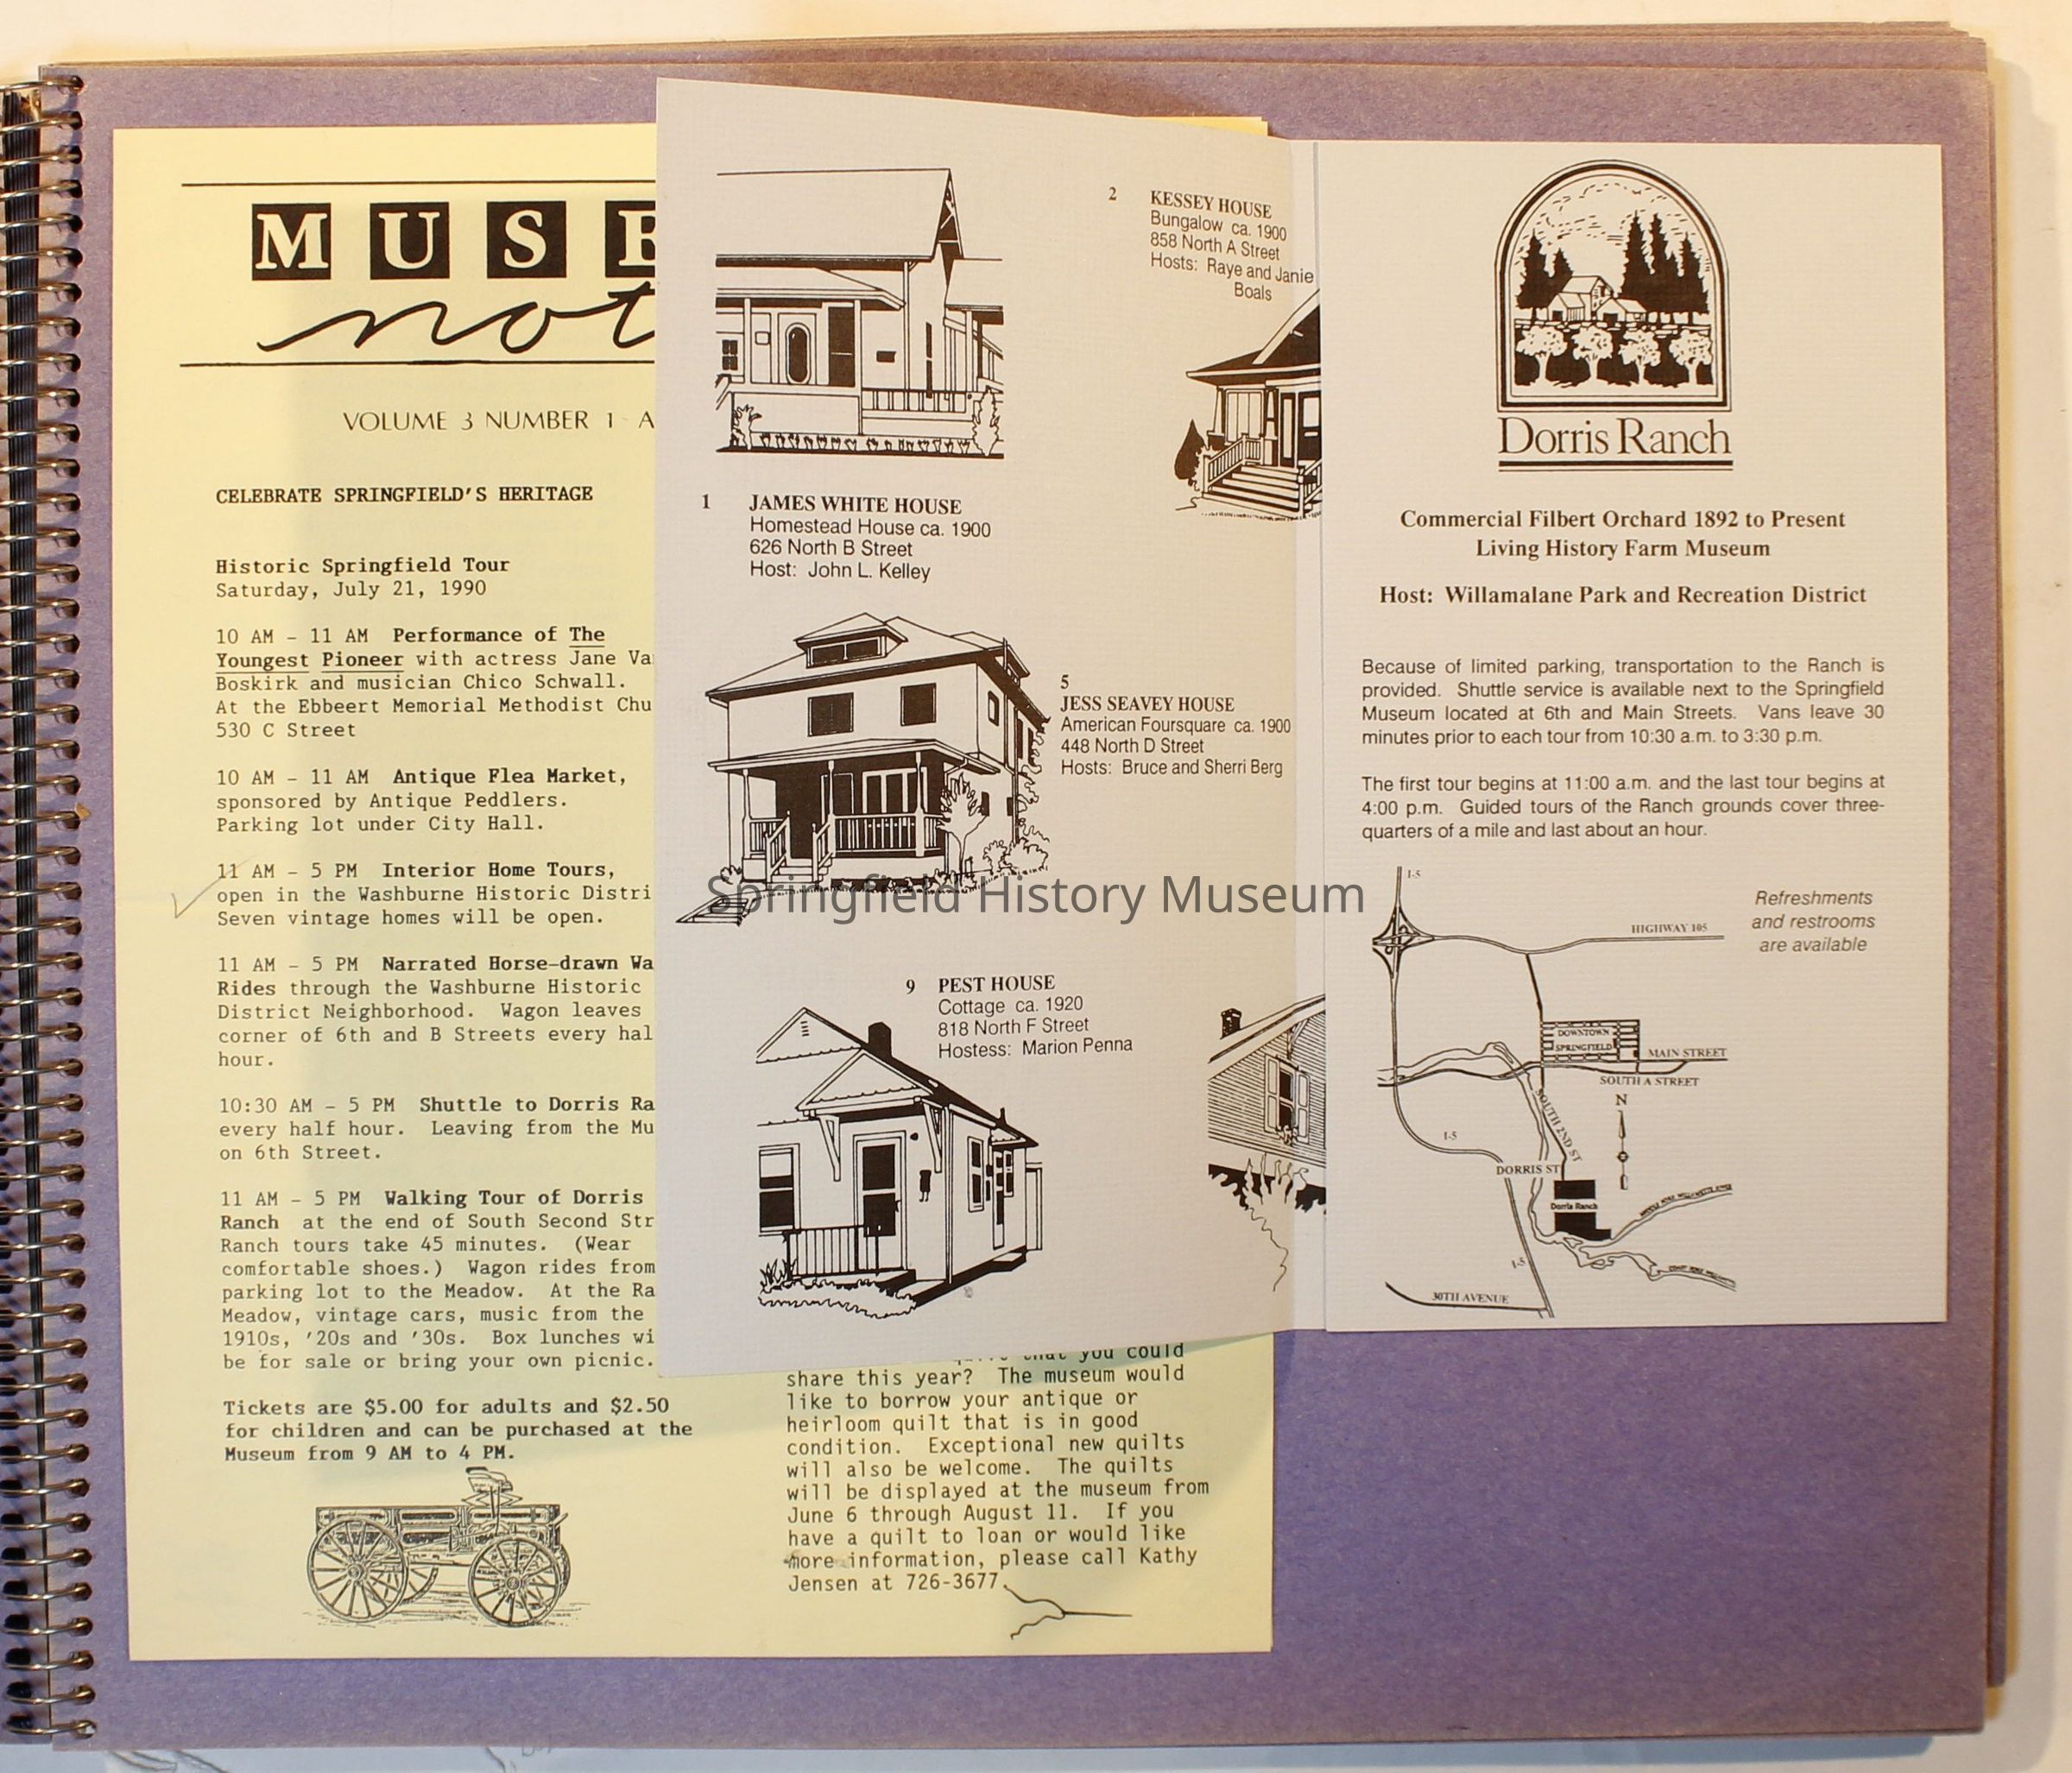 MUSE
not
VOLUME 3 NUMBER 1 - A
CELEBRATE SPRINGFIELD'S HERITAGE
Historic Springfield Tour
Saturday, July 21, 1990
10 AM - 11 AM Performance of The
Youngest Pioneer with actress Jane Va
Boskirk and musician Chico Schwall.
At the Ebbeert Memorial Methodist Chu
530 C Street
10 AM - 11 AM Antique Flea Market,
sponsored by Antique Peddlers.
Parking lot under City Hall.
11 AM - 5 PM Interior Home Tours,
open in the Washburne Historic Distri
Seven vintage homes will be open.
11 AM - 5 PM Narrated Horse-drawn Wa
Rides through the Washburne Historic
District Neighborhood. Wagon leaves
corner of 6th and B Streets every hal
hour.
10:30 AM - 5 PM Shuttle to Dorris Ra
every half hour. Leaving from the Mu
on 6th Street.
11 AM - 5 PM Walking Tour of Dorris
Ranch at the end of South Second Str
Ranch tours take 45 minutes. (Wear
comfortable shoes.) Wagon rides from
parking lot to the Meadow. At the Ra
Meadow, vintage cars, music from the
1910s, '20s and '30s. Box lunches wi
be for sale or bring your own picnic.
Tickets are $5.00 for adults and $2.50
for children and can be purchased at the
Museum from 9 AM to 4 PM.
that you could
share this year? The museum would
like to borrow your antique or
heirloom quilt that is in good
condition. Exceptional new quilts
will also be welcome. The quilts
will be displayed at the museum from
June 6 through August 11. If you
have a quilt to loan or would like
more information, please call Kathy
Jensen at 726-3677.
1 JAMES WHITE HOUSE
Homestead House ca. 1900
626 North B Street
Host: John L. Kelley
2 KESSEY HOUSE
Bungalow ca. 1900
858 North A Street
Hosts: Raye and Janie
Boals
5
JESS SEAVEY HOUSE
American Foursquare ca. 1900
448 North D Street
Hosts: Bruce and Sherri Berg
Springfield History Museum
9 PEST HOUSE
Cottage ca. 1920
818 North F Street
Hostess: Marion Penna
Dorris Ranch
Commercial Filbert Orchard 1892 to Present
Living History Farm Museum
Host: Willamalane Park and Recreation District
Because of limited parking, transportation to the Ranch is
provided. Shuttle service is available next to the Springfield
Museum located at 6th and Main Streets. Vans leave 30
minutes prior to each tour from 10:30 a.m. to 3:30 p.m.
The first tour begins at 11:00 a.m. and the last tour begins at
4:00 p.m. Guided tours of the Ranch grounds cover three-
quarters of a mile and last about an hour.
Refreshments
and restrooms
are available
I-5
HIGHWAY 105
DOWNTOWN
SPRINGFIELD
MAIN STREET
SOUTH A STREET
N
SOUTH 2ND ST
I-5
DORRIS ST
Dorris Ranch
I-5
30TH AVENUE